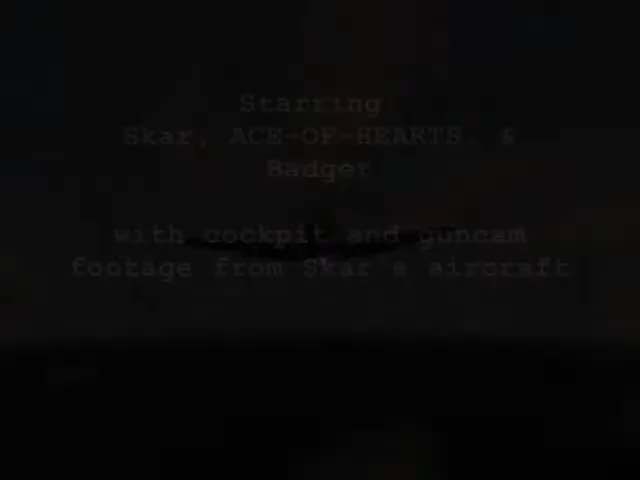 Starring
Skar, ACE-OF-HEARTS, &
Badget
with cockpit and guncam
footage from Skar's aircraft